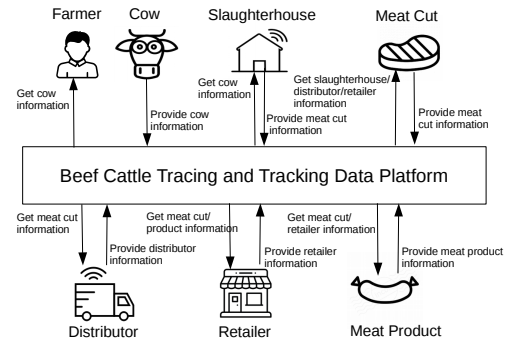 Farmer
Cow
Slaughterhouse
Meat Cut
Get cow
information
Provide cow
information
Get cow
information
Provide meat cut
information
Get slaughterhouse/
distributor/retailer
information
Provide meat
cut information
Beef Cattle Tracing and Tracking Data Platform
Get meat cut
information
Provide distributor
information
Get meat cut/
product information
Provide retailer
information
Get meat cut/
retailer information
Provide meat product
information
Distributor
Retailer
Meat Product